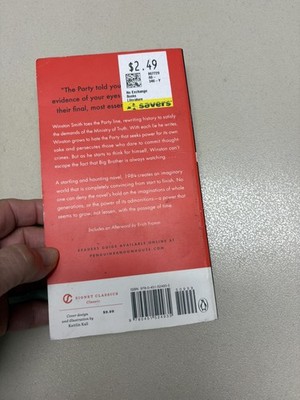 "The Party told you
evidence of your eyes
their final, most essen
$2.49
No Exchange
Books
Literature
savers
Winston Smith toes the Party line, rewriting history to satisfy
the demands of the Ministry of Truth. With each lie he writes,
Winston grows to hate the Party that seeks power for its own
sake and persecutes those who dare to commit thought-
crimes. But as he starts to think for himself, Winston can't
escape the fact that Big Brother is always watching.
A startling and haunting novel, 1984 creates an imaginary
world that is completely convincing from start to finish. No
one can deny the novel's hold on the imaginations of whole
generations, or the power of its admonitions—a power that
seems to grow, not lessen, with the passage of time.
Includes an Afterword by Erich Fromm
READERS GUIDE AVAILABLE ONLINE AT
PENGUINRANDOMHOUSE.COM
SIGNET CLASSICS
Classics
Cover design
and illustration by